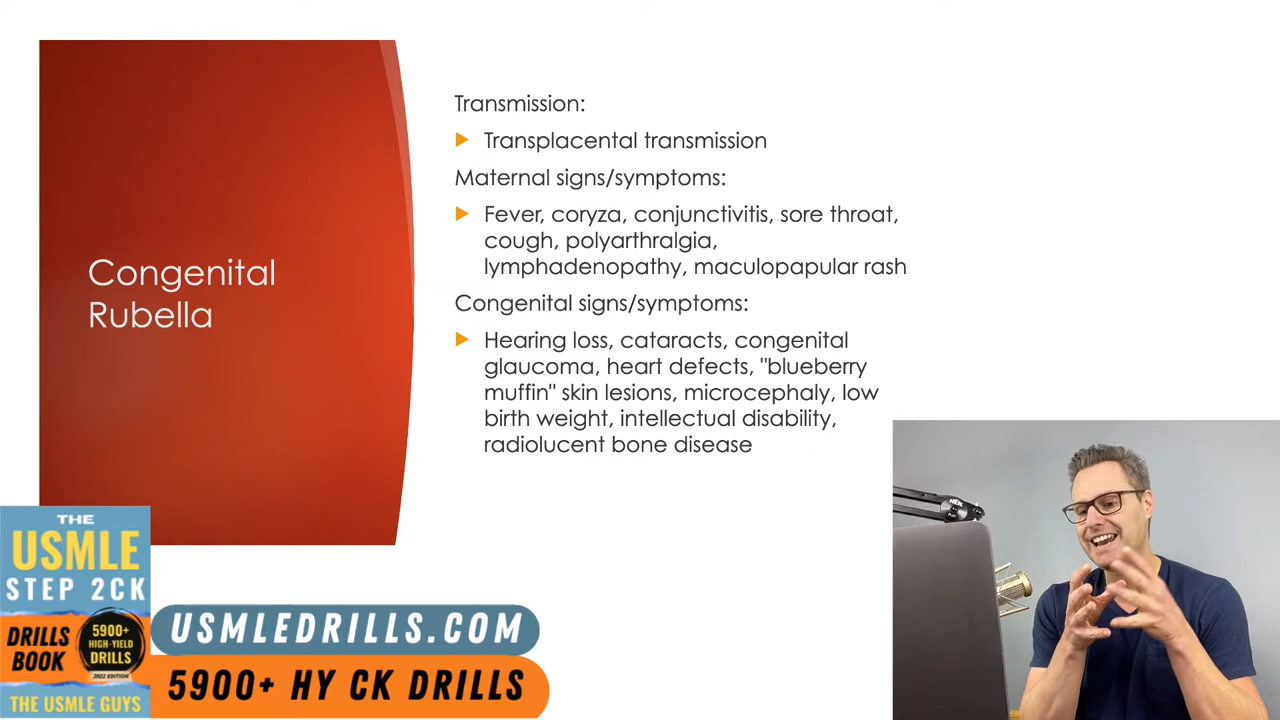 Congenital
Rubella
Transmission:
Transplacental transmission
Maternal signs/symptoms:
Fever, coryza, conjunctivitis, sore throat,
cough, polyarthralgia,
lymphadenopathy, maculopapular rash
Congenital signs/symptoms:
Hearing loss, cataracts, congenital
glaucoma, heart defects, "blueberry
muffin" skin lesions, microcephaly, low
birth weight, intellectual disability,
radiolucent bone disease
THE
USMLE
STEP 2CK
DRILLS
BOOK
5900+
HIGH-YIELD
DRILLS
2022 EDITION
THE USMLE GUYS
USMLEDRILLS.COM
5900+ HY CK DRILLS